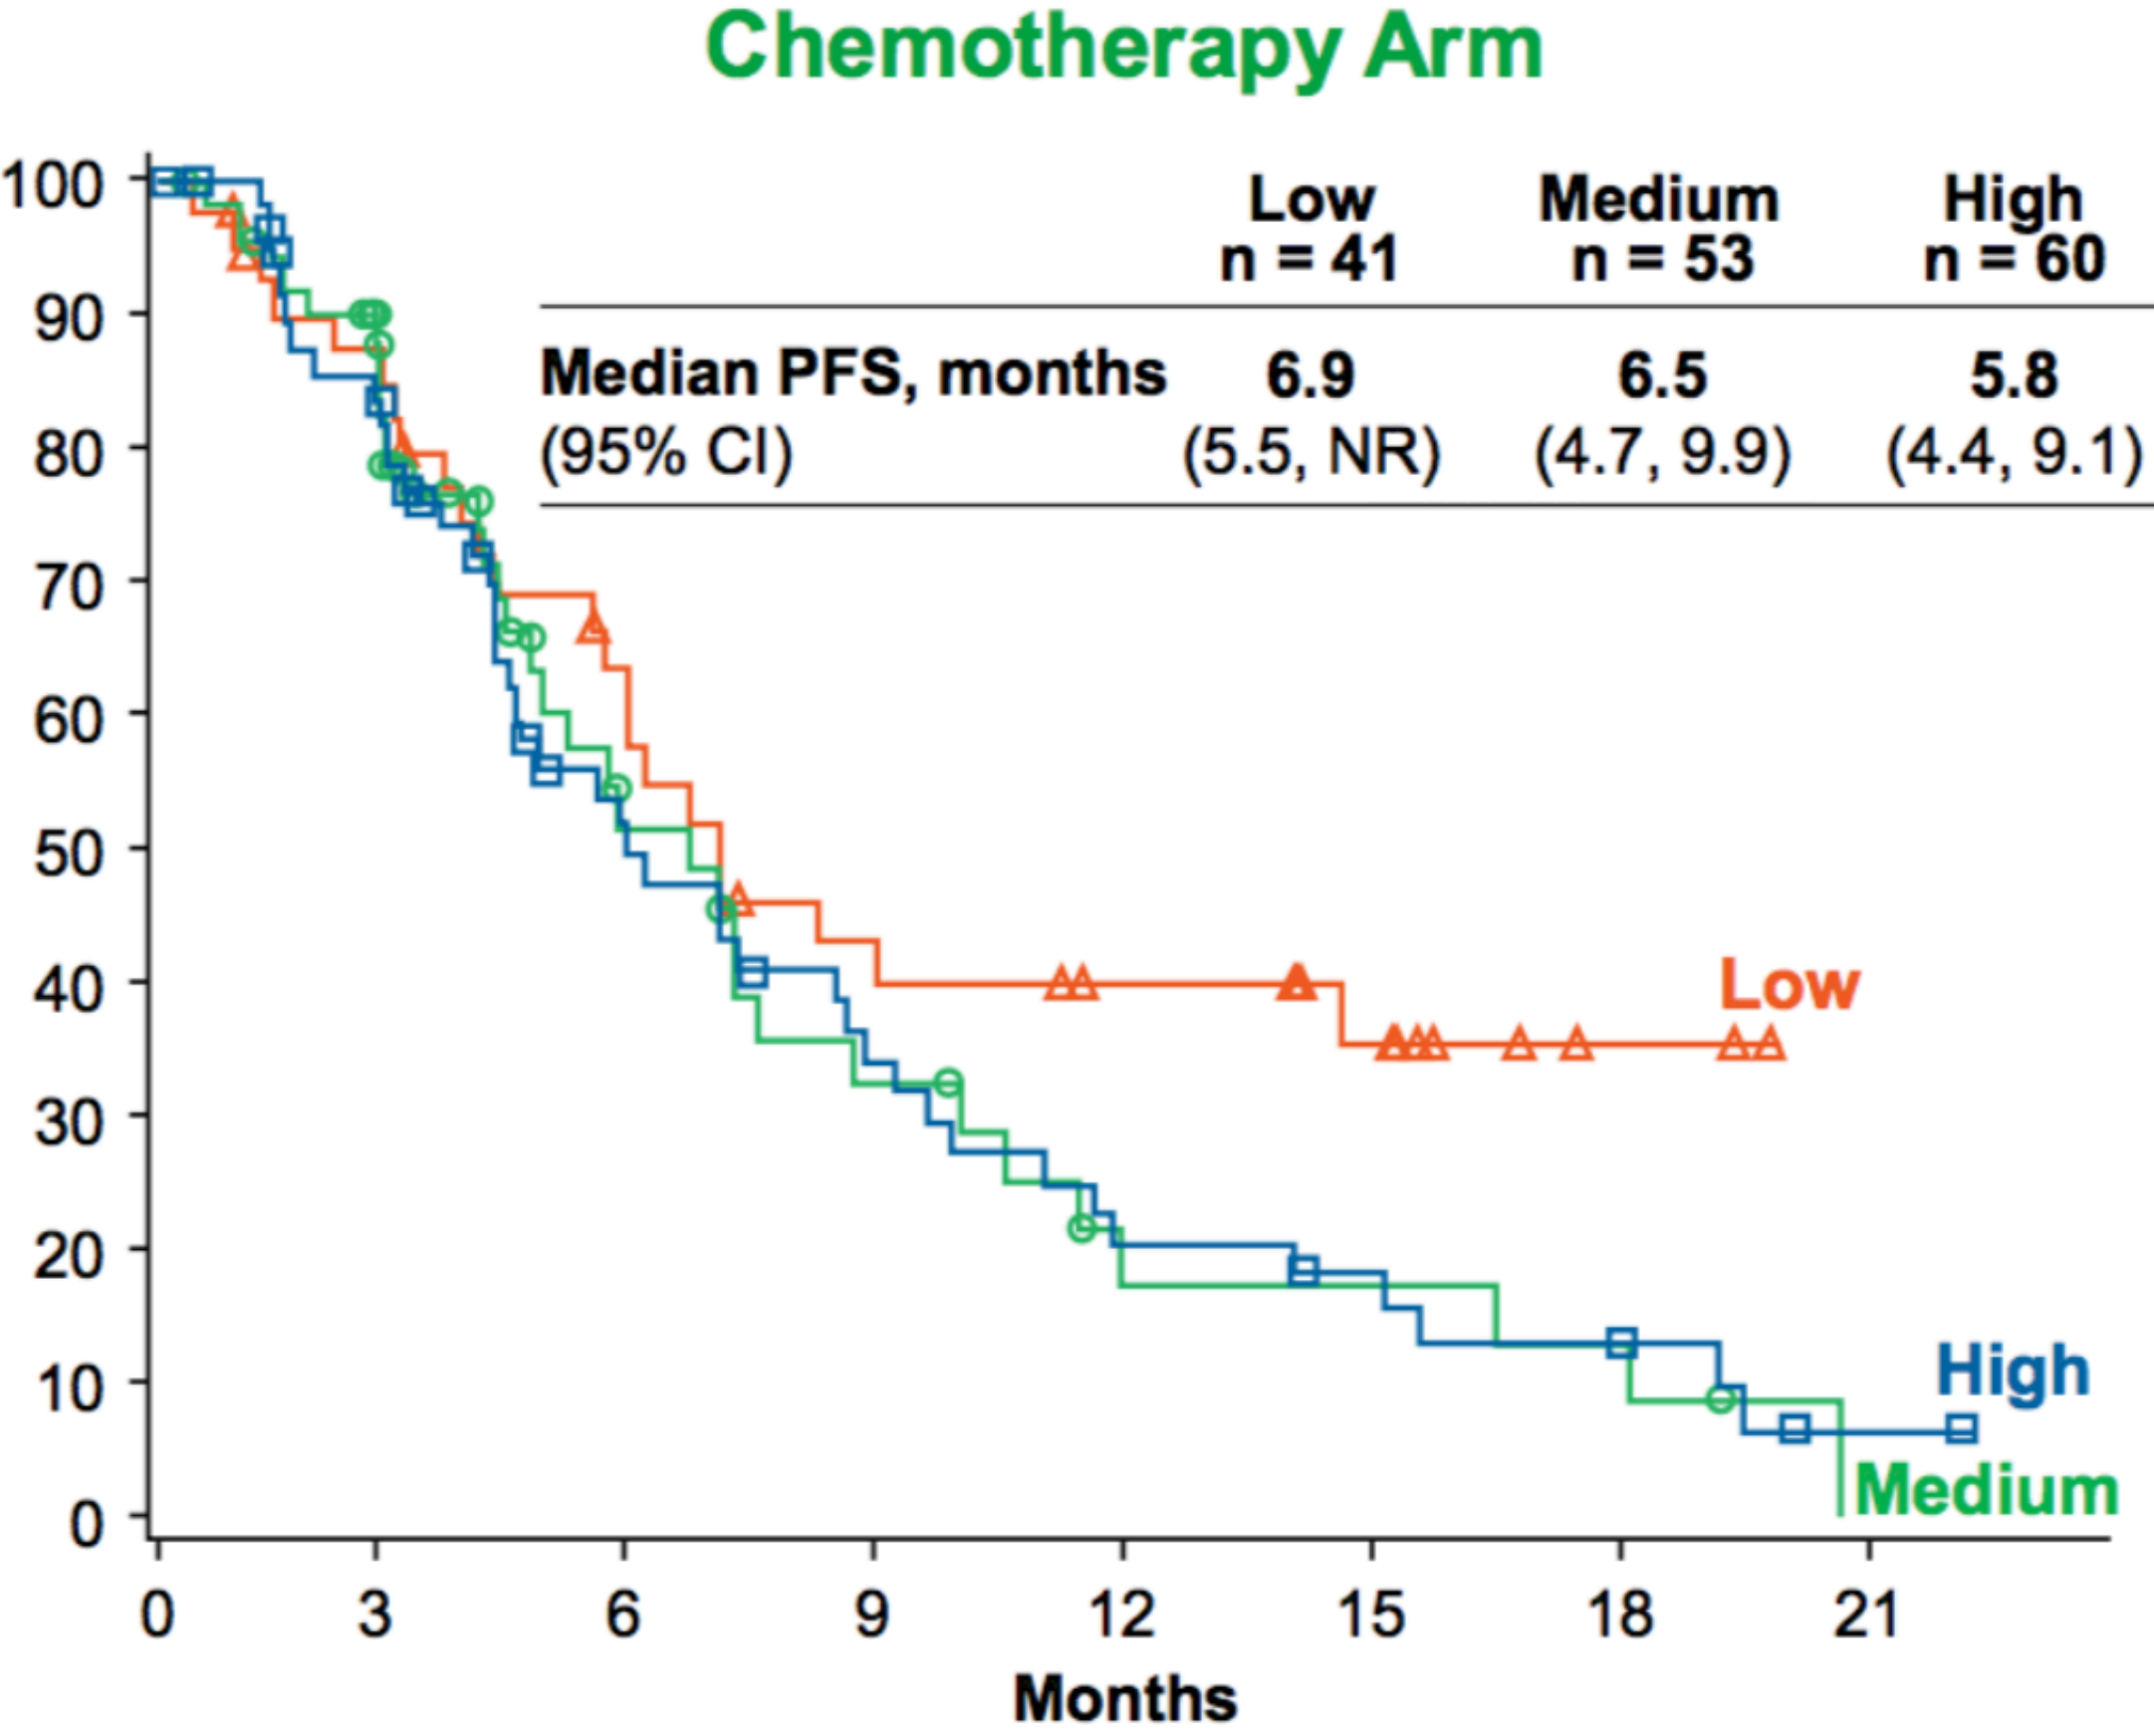 Chemotherapy Arm
Low Medium High
n = 41 n = 53 n = 60
Median PFS, months 6.9 6.5 5.8
(95% CI) (5.5, NR) (4.7, 9.9) (4.4, 9.1)
100
90
80
70
60
50
40
30
20
10
0
Low
High
Medium
0 3 6 9 12 15 18 21
Months